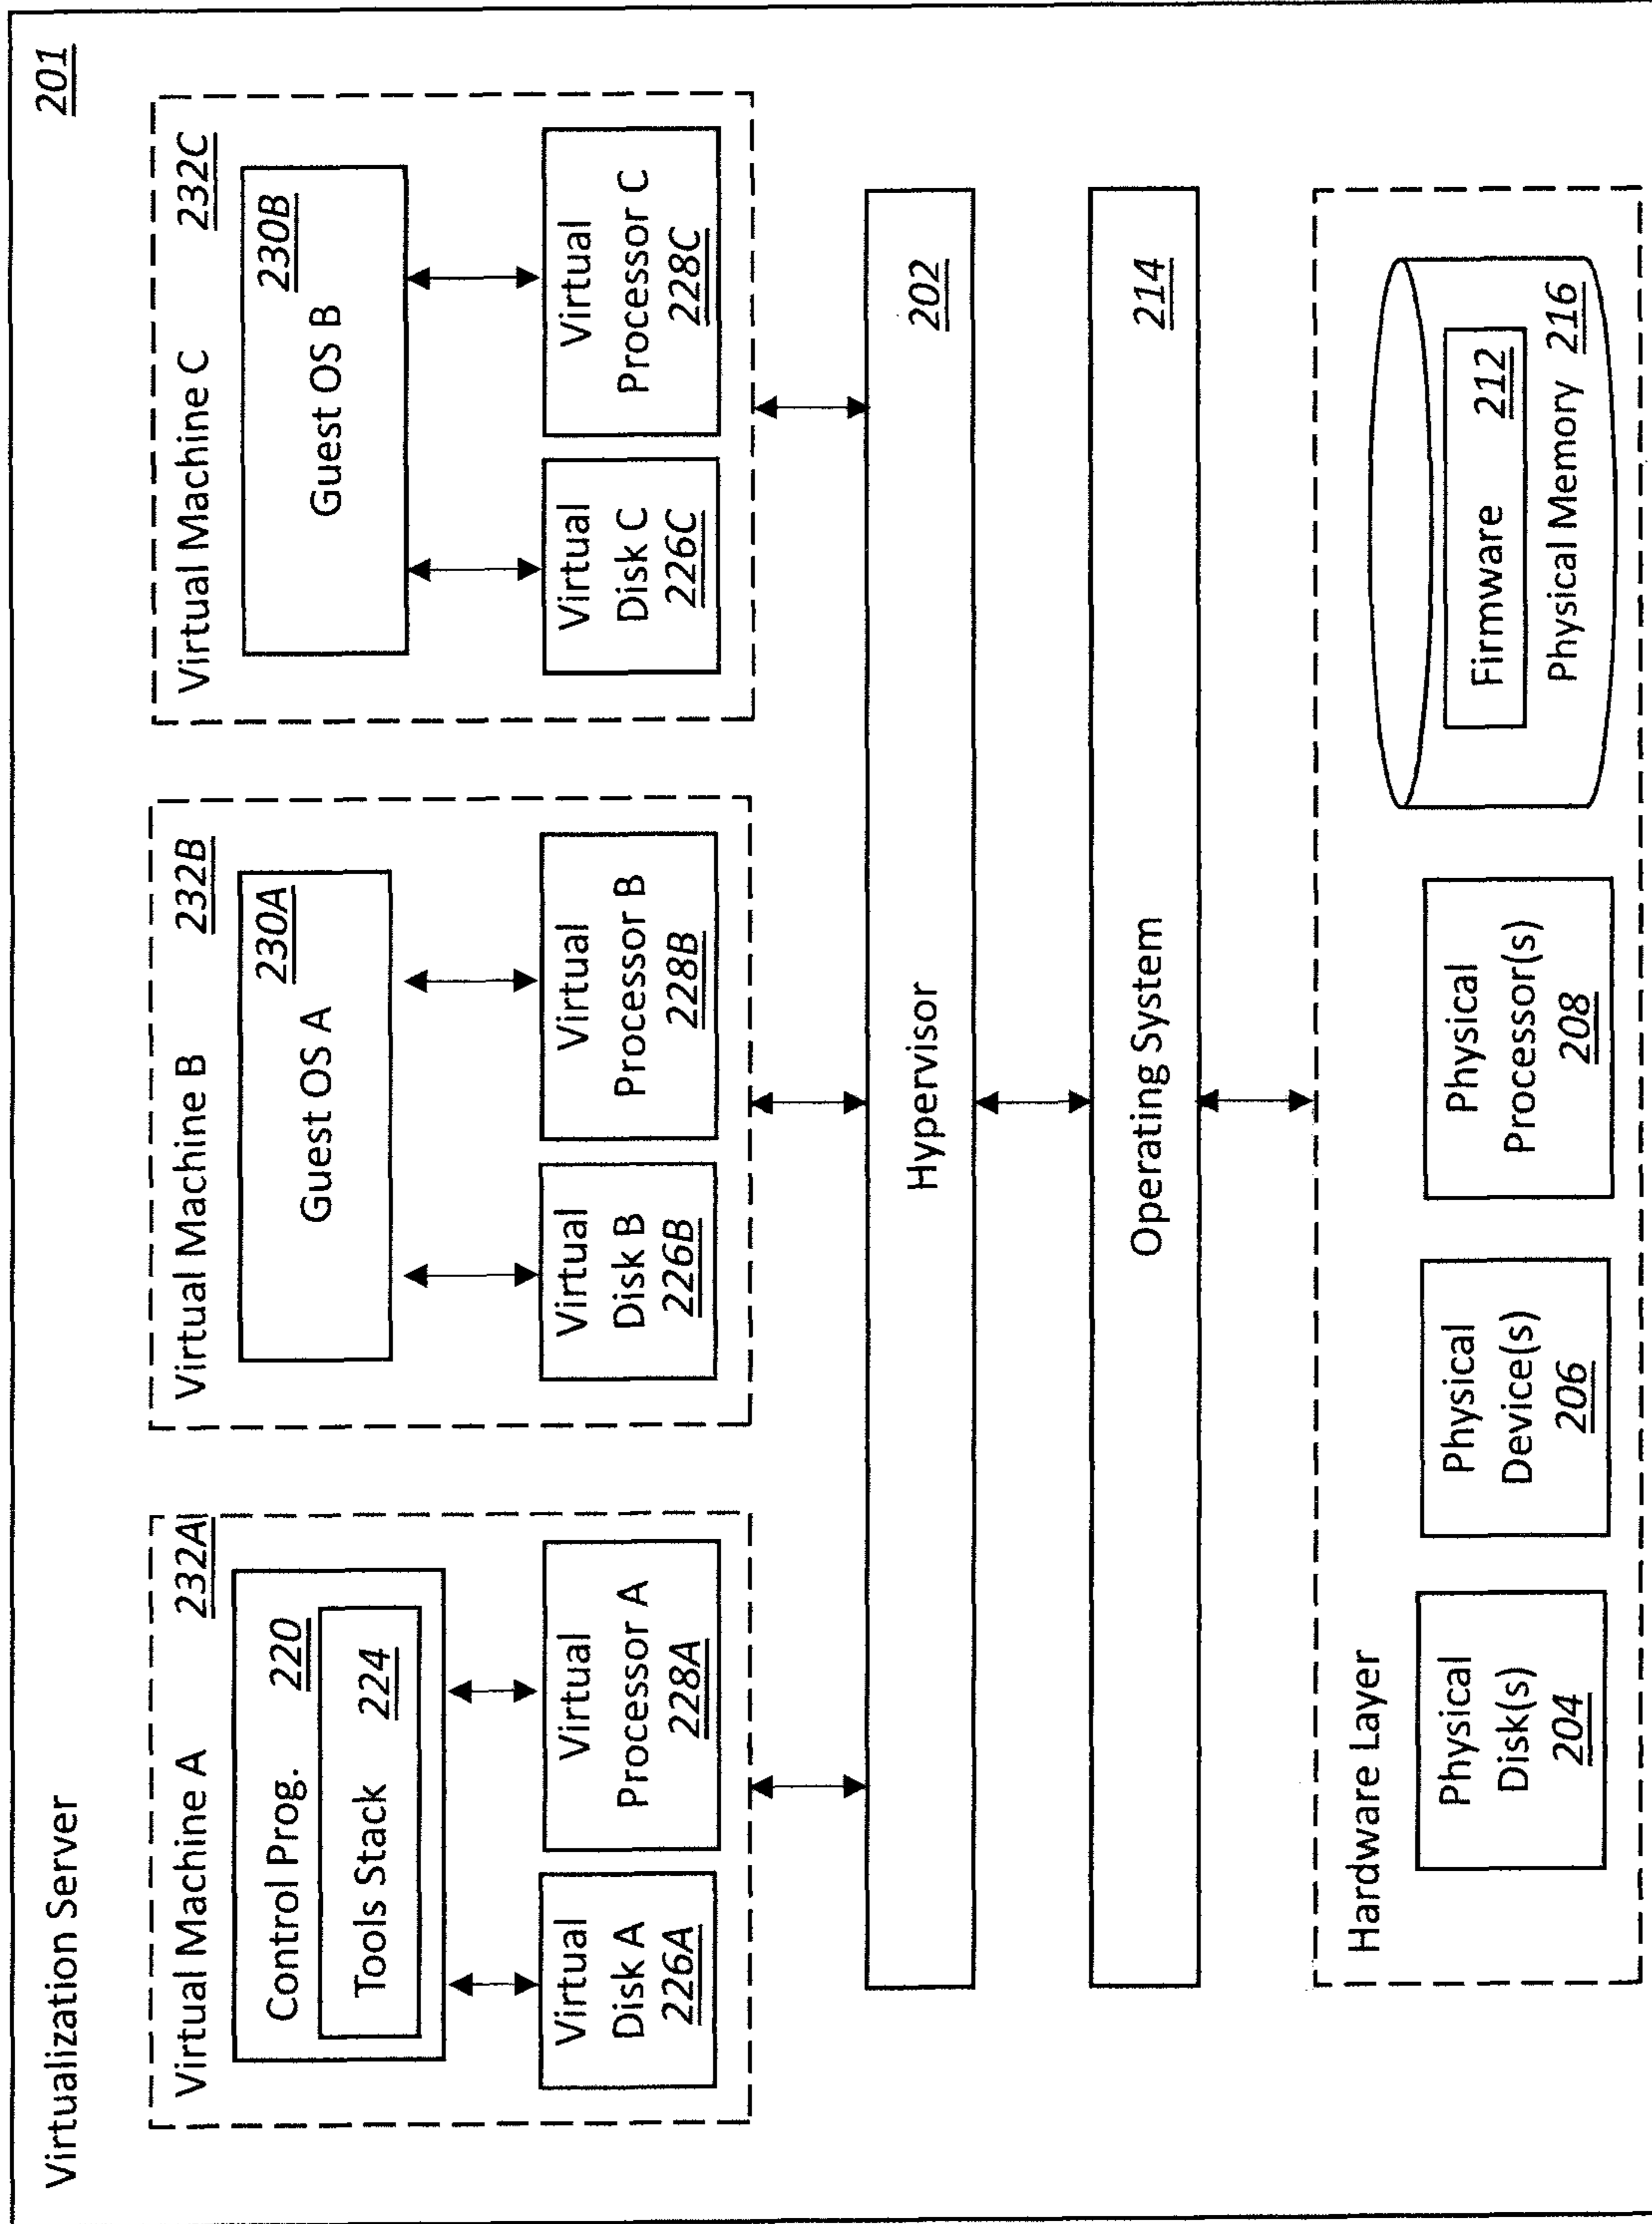 Virtualization Server
201
Virtual Machine A
232A
Control Prog.
220
Tools Stack
224
Virtual
Disk A
226A
Virtual
Processor A
228A
Virtual Machine B
232B
230A
Guest OS A
Virtual
Disk B
226B
Virtual
Processor B
228B
Virtual Machine C
232C
230B
Guest OS B
Virtual
Disk C
226C
Virtual
Processor C
228C
Hypervisor
202
Operating System
214
Hardware Layer
Physical
Disk(s)
204
Physical
Device(s)
206
Physical
Processor(s)
208
Firmware
212
Physical Memory
216